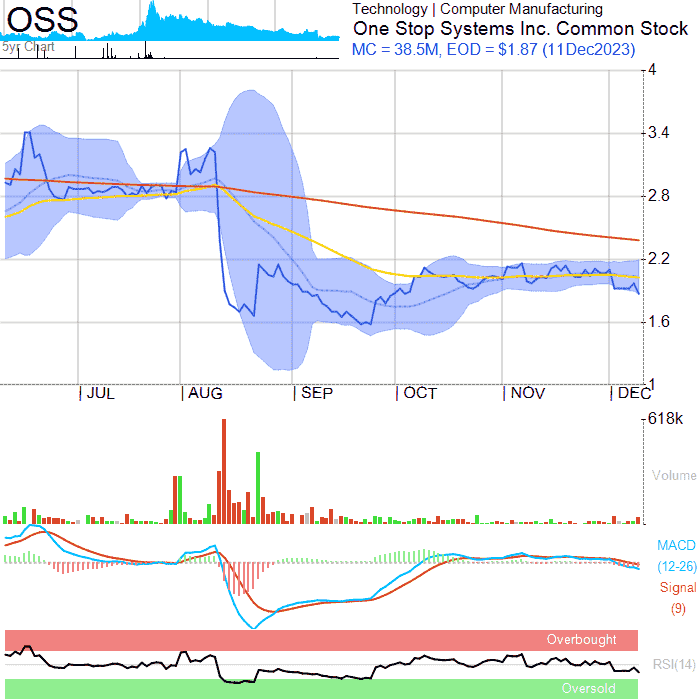 OSS
5yr Chart
Technology | Computer Manufacturing
One Stop Systems Inc. Common Stock
MC = 38.5M, EOD = $1.87 (11Dec2023)
4
3.4
2.8
2.2
1.6
1
JUL
AUG
SEP
OCT
NOV
DEC
618k
Volume
MACD
(12-26)
Signal
(9)
Overbought
RSI(14)
Oversold